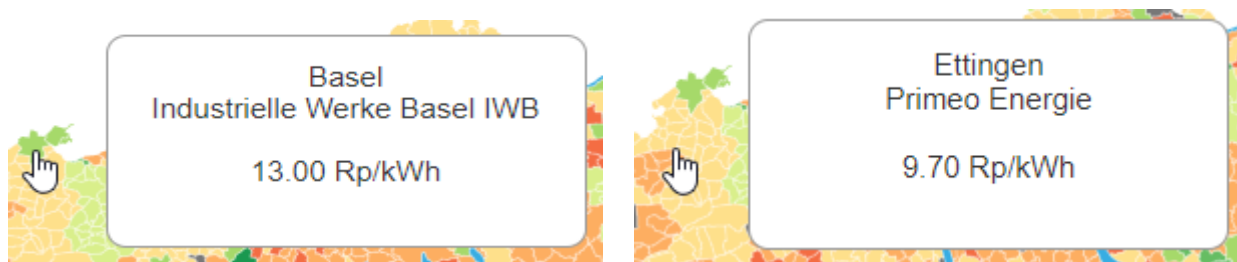 Basel
Industrielle Werke Basel IWB
13.00 Rp/kWh
Ettingen
Primeo Energie
9.70 Rp/kWh